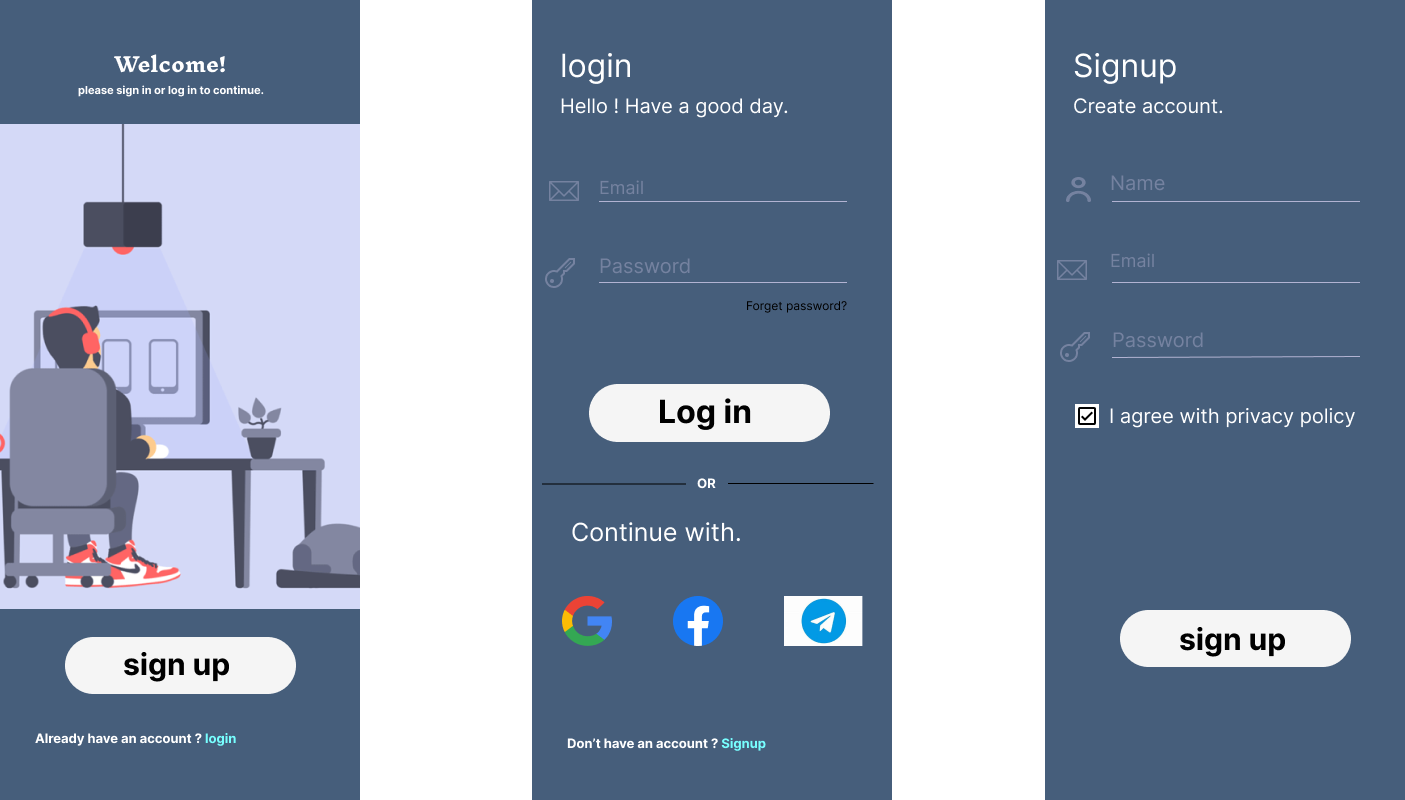 Welcome!
please sign in or log in to continue.
sign up
Already have an account ? login
login
Hello ! Have a good day.
Email
Password
Forget password?
Log in
OR
Continue with.
Don’t have an account ? Signup
Signup
Create account.
Name
Email
Password
I agree with privacy policy
sign up